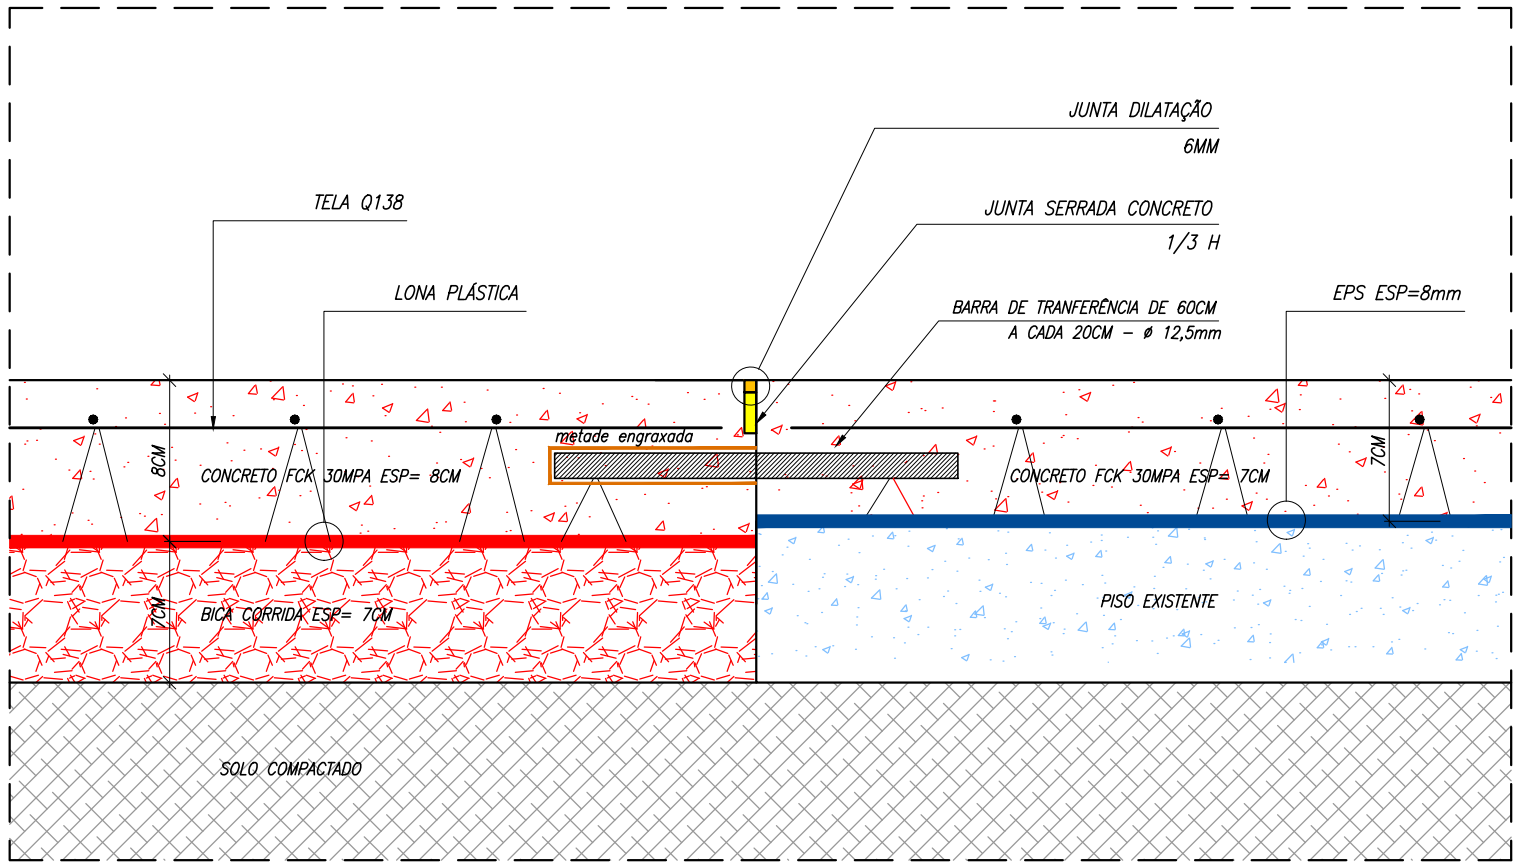 JUNTA DILATAÇÃO
6MM
TELA Q138
JUNTA SERRADA CONCRETO
1/3 H
LONA PLÁSTICA
BARRA DE TRANFERÊNCIA DE 60CM
A CADA 20CM - ø 12,5mm
EPS ESP=8mm
metade engraxada
8CM
CONCRETO FCK 30MPA ESP= 8CM
CONCRETO FCK 30MPA ESP= 7CM
7CM
7CM
BICA CORRIDA ESP= 7CM
PISO EXISTENTE
SOLO COMPACTADO